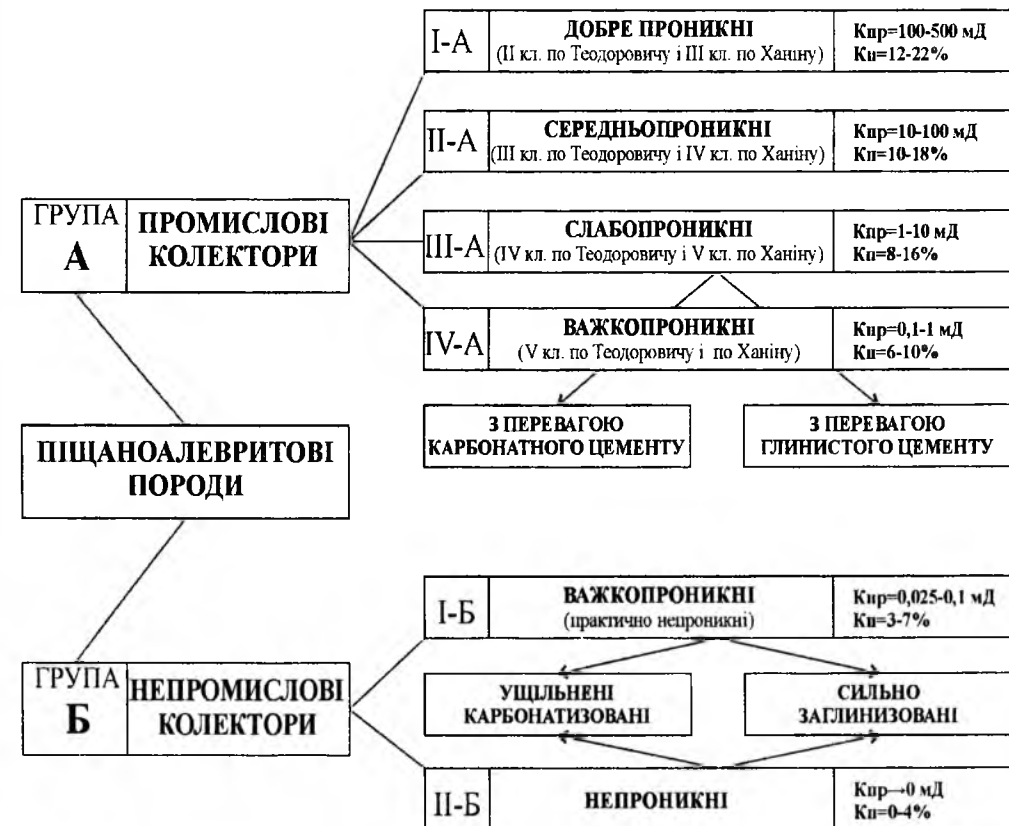 I-А
ДОБРЕ ПРОНИКНІ
(II кл. по Теодоровичу і III кл. по Ханіну)
Кпр=100-500 мД
Кп=12-22%
II-А
СЕРЕДНЬОПРОНИКНІ
(III кл. по Теодоровичу і IV кл. по Ханіну)
Кпр=10-100 мД
Кп=10-18%
ГРУПА
А
ПРОМИСЛОВІ
КОЛЕКТОРИ
III-А
СЛАБОПРОНИКНІ
(IV кл. по Теодоровичу і V кл. по Ханіну)
Кпр=1-10 мД
Кп=8-16%
IV-А
ВАЖКОПРОНИКНІ
(V кл. по Теодоровичу і по Ханіну)
Кпр=0,1-1 мД
Кп=6-10%
З ПЕРЕВАГОЮ
КАРБОНАТНОГО ЦЕМЕНТУ
З ПЕРЕВАГОЮ
ГЛИНИСТОГО ЦЕМЕНТУ
ПІЩАНОАЛЕВРИТОВІ
ПОРОДИ
I-Б
ВАЖКОПРОНИКНІ
(практично непроникні)
Кпр=0,025-0,1 мД
Кп=3-7%
ГРУПА
Б
НЕПРОМИСЛОВІ
КОЛЕКТОРИ
УЩІЛЬНЕНІ
КАРБОНАТИЗОВАНІ
СИЛЬНО
ЗАГЛИНИЗОВАНІ
II-Б
НЕПРОНИКНІ
Кпр→0 мД
Кп=0-4%